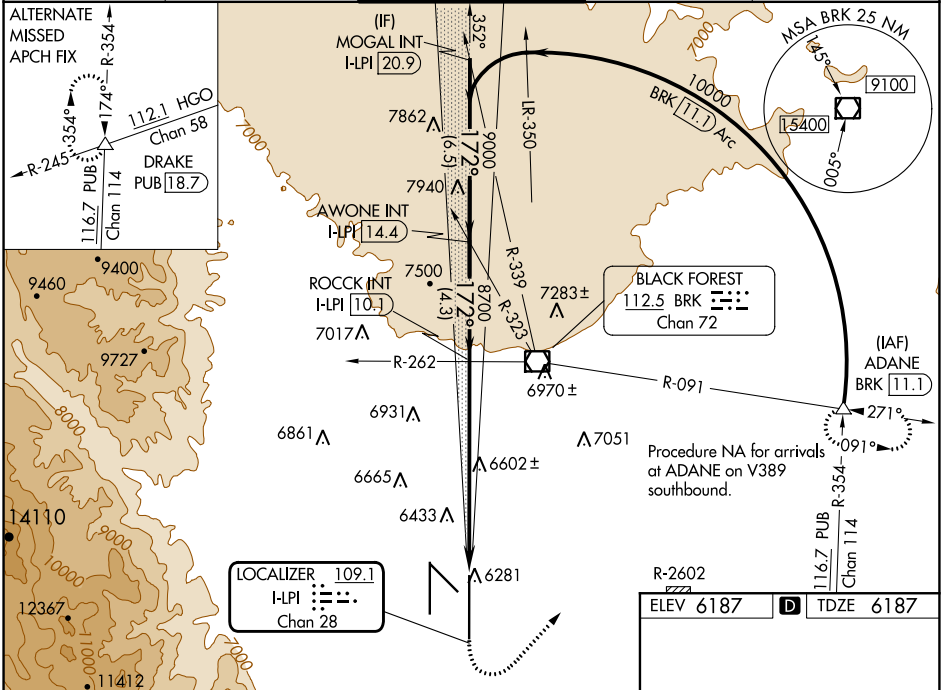 ALTERNATE
MISSED
APCH FIX
R-354
174°
354°
112.1 HGO
Chan 58
R-245
DRAKE
PUB 18.7
116.7 PUB
Chan 114
(IF)
MOGAL INT
I-LPI 20.9
352°
7000
LR-350
10000
BRK 11.1 Arc
7000
MSA BRK 25 NM
145°
9100
15400
005°
7862
9000
172°
(6.5)
7940
AWONE INT
I-LPI 14.4
R-339
R-323
7500
8700
172°
(4.3)
ROCCK INT
I-LPI 10.1
7283±
BLACK FOREST
112.5 BRK
Chan 72
7017
R-262
6970±
R-091
(IAF)
ADANE
BRK 11.1
271°
091°
9400
9460
9727
8000
6931
6861
7051
6602±
6665
6433
Procedure NA for arrivals
at ADANE on V389
southbound.
R-354
116.7 PUB
Chan 114
14110
9000
10000
12367
11000
11412
7000
LOCALIZER 109.1
I-LPI
Chan 28
6281
R-2602
ELEV 6187
D
TDZE 6187